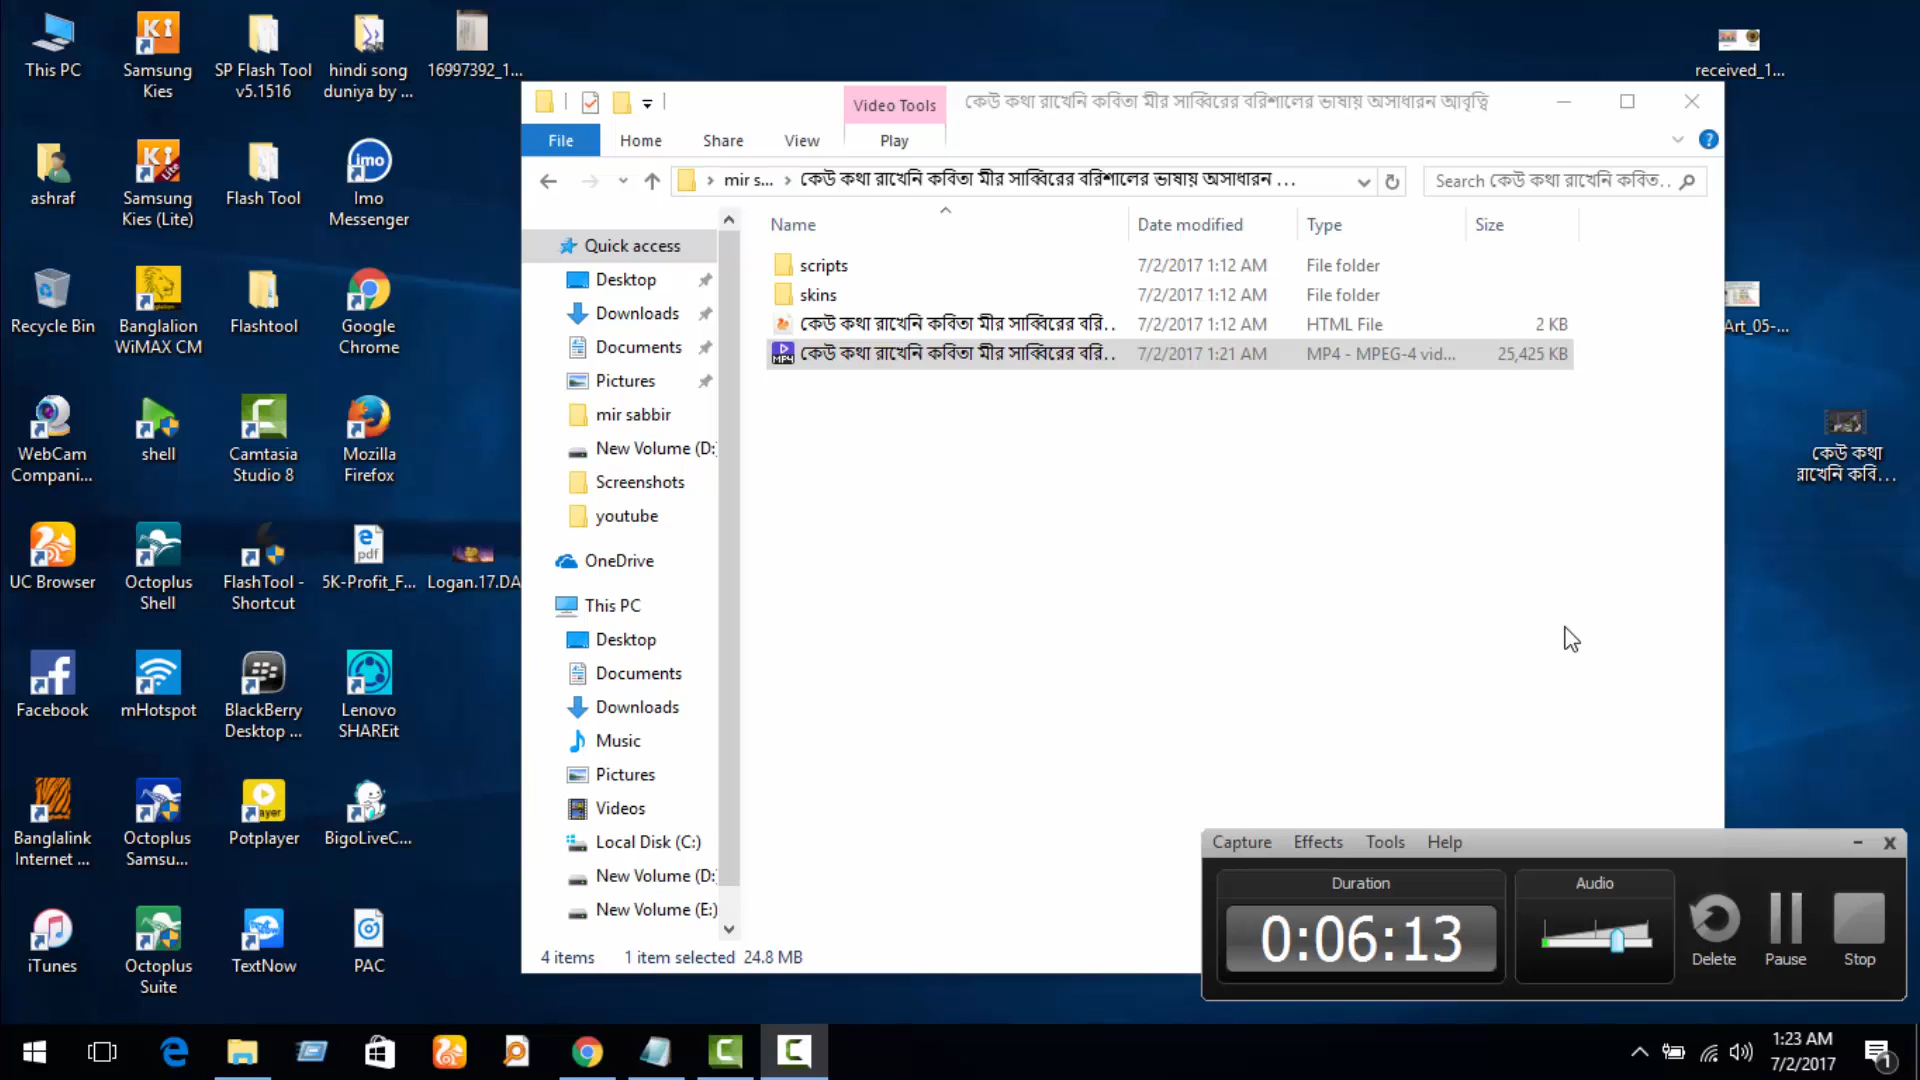 This PC
Samsung
Kies
SP Flash Tool
v5.1516
hindi song
duniya by ...
16997392_1...
received_1...
ashraf
Samsung
Kies (Lite)
Flash Tool
Imo
Messenger
Recycle Bin
Banglalion
WiMAX CM
Flashtool
Google
Chrome
WebCam
Compani...
shell
Camtasia
Studio 8
Mozilla
Firefox
UC Browser
Octoplus
Shell
FlashTool -
Shortcut
5K-Profit_F...
Logan.17.DA
Facebook
mHotspot
BlackBerry
Desktop ...
Lenovo
SHAREit
Banglalink
Internet ...
Octoplus
Samsu...
Potplayer
BigoLiveC...
iTunes
Octoplus
Suite
TextNow
PAC
Art_05-...
কেউ কথা
রাখেনি কবি...
Video Tools
কেউ কথা রাখেনি কবিতা মীর সাব্বিরের বরিশালের ভাষায় অসাধারন আবৃত্বি
File
Home
Share
View
Play
mir s...
কেউ কথা রাখেনি কবিতা মীর সাব্বিরের বরিশালের ভাষায় অসাধারন ...
Search কেউ কথা রাখেনি কবিত..
Name
Date modified
Type
Size
scripts 7/2/2017 1:12 AM File folder
skins 7/2/2017 1:12 AM File folder
কেউ কথা রাখেনি কবিতা মীর সাব্বিরের বরি.. 7/2/2017 1:12 AM HTML File 2 KB
কেউ কথা রাখেনি কবিতা মীর সাব্বিরের বরি.. 7/2/2017 1:21 AM MP4 - MPEG-4 vid... 25,425 KB
Quick access
Desktop
Downloads
Documents
Pictures
mir sabbir
New Volume (D:
Screenshots
youtube
OneDrive
This PC
Desktop
Documents
Downloads
Music
Pictures
Videos
Local Disk (C:)
New Volume (D:
New Volume (E:)
4 items 1 item selected 24.8 MB
Capture Effects Tools Help
Duration
0:06:13
Audio
Delete
Pause
Stop
1:23 AM
7/2/2017
1